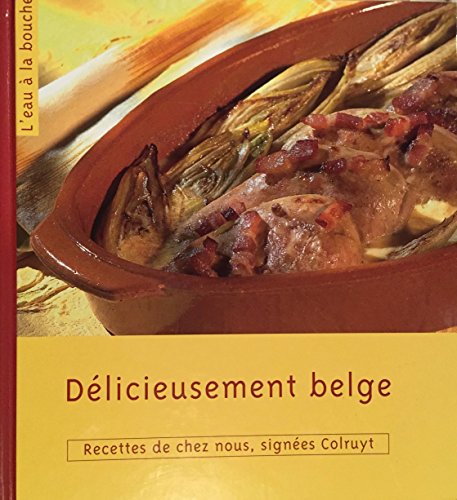 L'eau à la bouche
Délicieusement belge
Recettes de chez nous, signées Colruyt